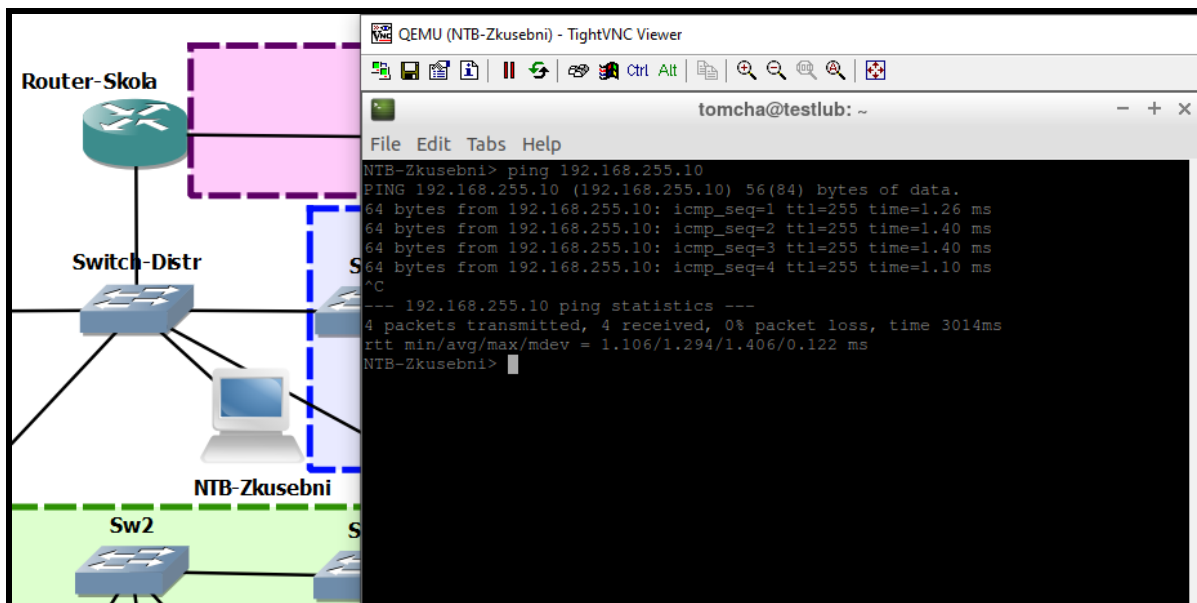 QEMU (NTB-Zkusebni) - TightVNC Viewer
Ctrl Alt
tomcha@testlub: ~
File Edit Tabs Help
NTB-Zkusebni> ping 192.168.255.10
PING 192.168.255.10 (192.168.255.10) 56(84) bytes of data.
64 bytes from 192.168.255.10: icmp_seq=1 ttl=255 time=1.26 ms
64 bytes from 192.168.255.10: icmp_seq=2 ttl=255 time=1.40 ms
64 bytes from 192.168.255.10: icmp_seq=3 ttl=255 time=1.40 ms
64 bytes from 192.168.255.10: icmp_seq=4 ttl=255 time=1.10 ms
^C
--- 192.168.255.10 ping statistics ---
4 packets transmitted, 4 received, 0% packet loss, time 3014ms
rtt min/avg/max/mdev = 1.106/1.294/1.406/0.122 ms
NTB-Zkusebni>
Router-Skola
Switch-Distr
S
NTB-Zkusebni
Sw2
S